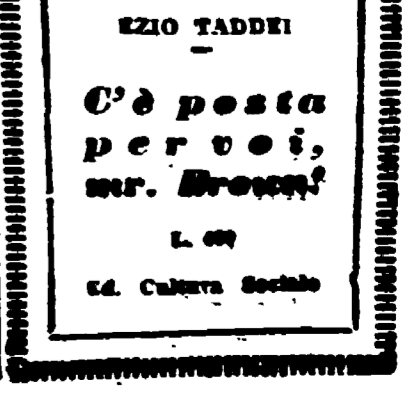 EZIO TADDEI
C'è posta
per voi,
mr. Brown!
L.
Ed. Cultura Sociale